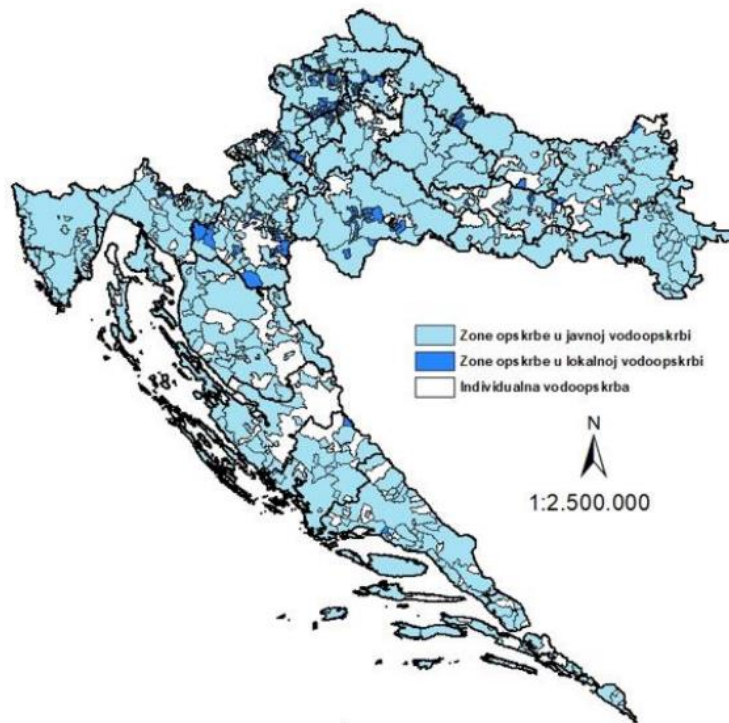 Zone opskrbe u javnoj vodoopskrbi
Zone opskrbe u lokalnoj vodoopskrbi
Individualna vodoopskrba
N
1:2.500.000